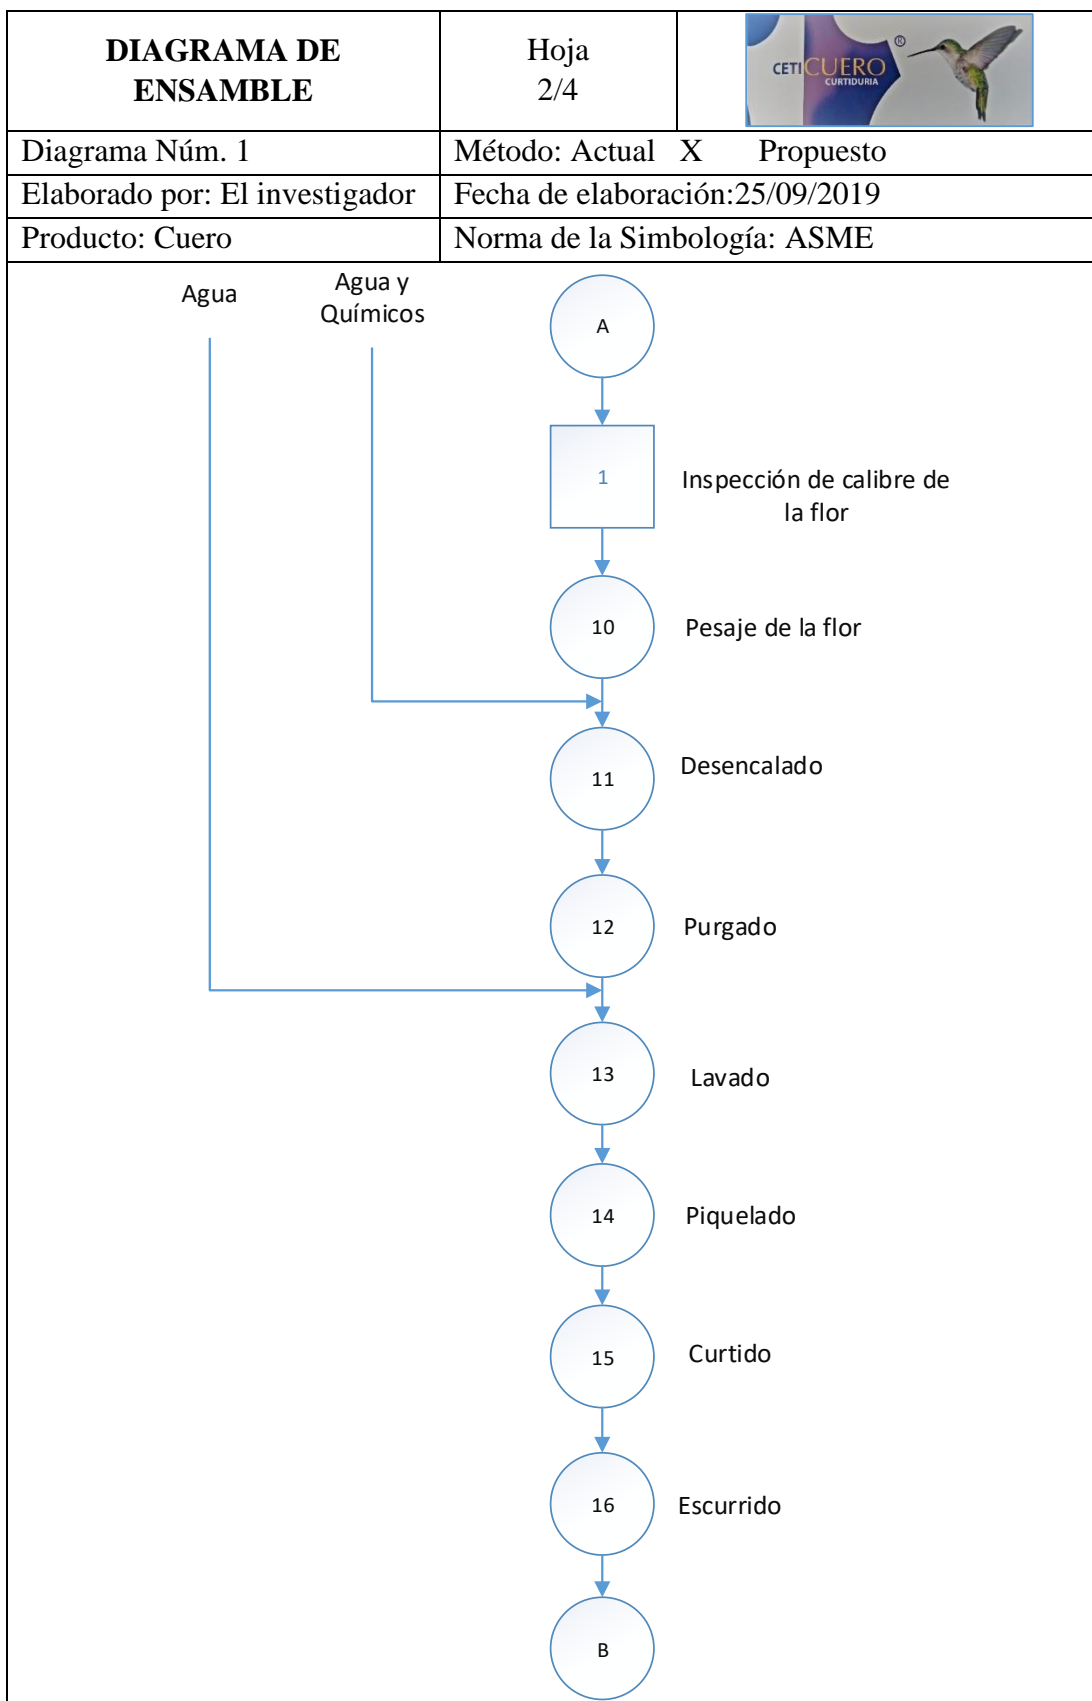 DIAGRAMA DE
ENSAMBLE
Hoja
2/4
CETICUERO
CURTIDURIA
®
Diagrama Núm. 1
Método: Actual X Propuesto
Elaborado por: El investigador
Fecha de elaboración:25/09/2019
Producto: Cuero
Norma de la Simbología: ASME
Agua
Agua y
Químicos
A
1
Inspección de calibre de
la flor
10
Pesaje de la flor
11
Desencalado
12
Purgado
13
Lavado
14
Piquelado
15
Curtido
16
Escurrido
B